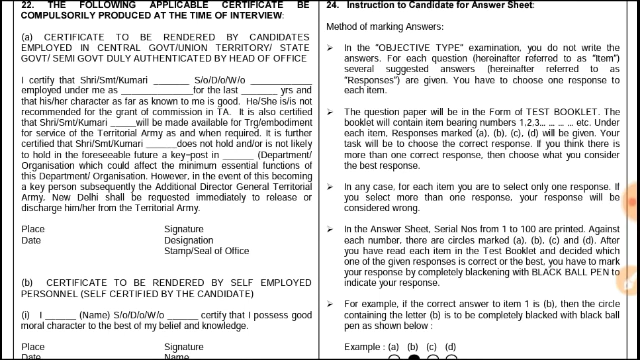 22. THE FOLLOWING APPLICABLE CERTIFICATE BE
COMPULSORILY PRODUCED AT THE TIME OF INTERVIEW:
(a) CERTIFICATE TO BE RENDERED BY CANDIDATES
EMPLOYED IN CENTRAL GOVT/UNION TERRITORY/ STATE
GOVT/ SEMI GOVT DULY AUTHENTICATED BY HEAD OF OFFICE
I certify that Shri/Smt/Kumari _______ S/o/D/o/W/o ____________
employed under me as ______________for the last _______ yrs and
that his/her character as far as known to me is good. He/She is/is not
recommended for the grant of commission in TA. It is also certified
that Shri/Smt/Kumari _____will be made available for Trg/embodiment
for service of the Territorial Army as and when required. It is further
certified that Shri/Smt/Kumari ______does not hold and/or is not likely
to hold in the foreseeable future a key–post in _______ (Department/
Organisation which could affect the minimum essential functions of
this Department/ Organisation. However, in the event of this becoming
a key person subsequently the Additional Director General Territorial
Army, New Delhi shall be requested immediately to release or
discharge him/her from the Territorial Army.
Place Signature
Date Designation
Stamp/Seal of Office
(b) CERTIFICATE TO BE RENDERED BY SELF EMPLOYED
PERSONNEL (SELF CERTIFIED BY THE CANDIDATE)
(i) I _____ (Name) S/o/D/o/W/o ______ certify that I possess good
moral character to the best of my belief and knowledge.
Place Signature
Date Name
24. Instruction to Candidate for Answer Sheet:
Method of marking Answers:
➢ In the "OBJECTIVE TYPE" examination, you do not write the
answers. For each question (hereinafter referred to as "Item")
several suggested answers (hereinafter referred to as
"Responses") are given. You have to choose one response to
each item.
➢ The question paper will be in the Form of TEST BOOKLET. The
booklet will contain item bearing numbers 1,2,3... ... ... etc. Under
each item, Responses marked (a), (b), (c), (d) will be given. Your
task will be to choose the correct response. If you think there is
more than one correct response, then choose what you consider
the best response.
➢ In any case, for each item you are to select only one response. If
you select more than one response, your response will be
considered wrong.
➢ In the Answer Sheet, Serial Nos from 1 to 100 are printed. Against
each number, there are circles marked (a), (b), (c) and (d). After
you have read each item in the Test Booklet and decided which
one of the given responses is correct or the best, you have to mark
your response by completely blackening with BLACK BALL PEN to
indicate your response.
➢ For example, if the correct answer to item 1 is (b), then the circle
containing the letter (b) is to be completely blacked with black ball
pen as shown below :
Example : (a) (b) (c) (d)